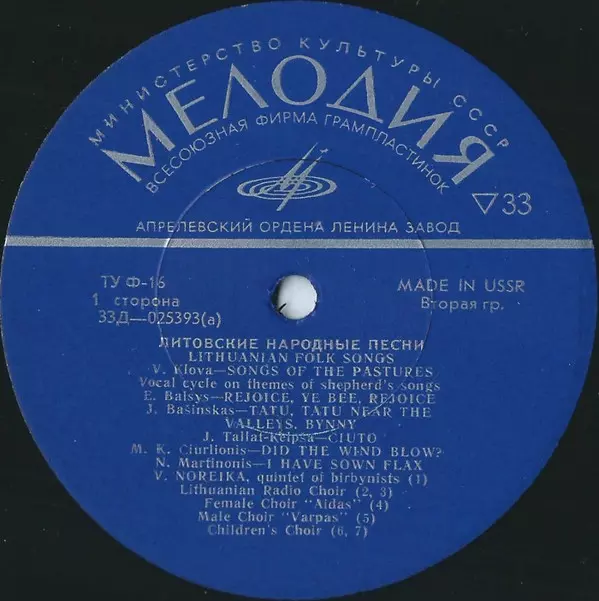 МИНИСТЕРСТВО КУЛЬТУРЫ СССР
МЕЛОДИЯ
ВСЕСОЮЗНАЯ ФИРМА ГРАМПЛАСТИНОК
▽33
АПРЕЛЕВСКИЙ ОРДЕНА ЛЕНИНА ЗАВОД
ТУ Ф-16
MADE IN USSR
1 сторона
Вторая гр.
33Д—025393(а)
ЛИТОВСКИЕ НАРОДНЫЕ ПЕСНИ
LITHUANIAN FOLK SONGS
V. Klova—SONGS OF THE PASTURES
Vocal cycle on themes of shepherd's songs
E. Balsys—REJOICE, YE BEE, REJOICE
J. Bašinskas—TATU, TATU NEAR THE
VALLEYS, BYNNY
J. Tallat-Kelpša—CIUTO
M. K. Ciurlionis—DID THE WIND BLOW?
N. Martinonis—I HAVE SOWN FLAX
V. NOREIKA, quintet of birbynists (1)
Lithuanian Radio Choir (2, 3)
Female Choir "Aidas" (4)
Male Choir "Varpas" (5)
Children's Choir (6, 7)